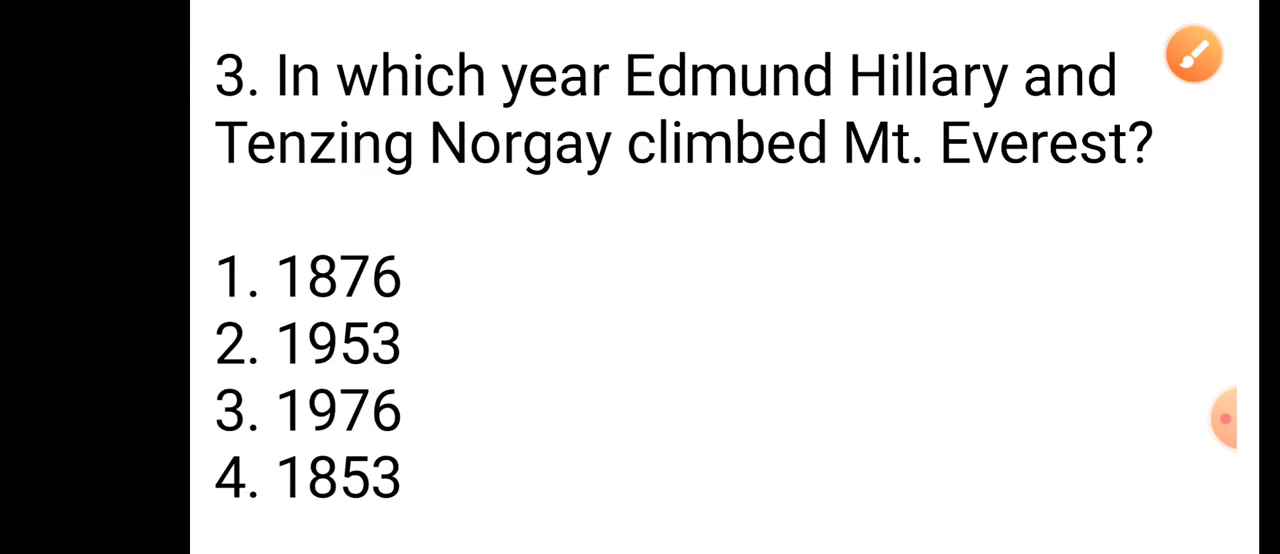 3. In which year Edmund Hillary and
Tenzing Norgay climbed Mt. Everest?
1. 1876
2. 1953
3. 1976
4. 1853